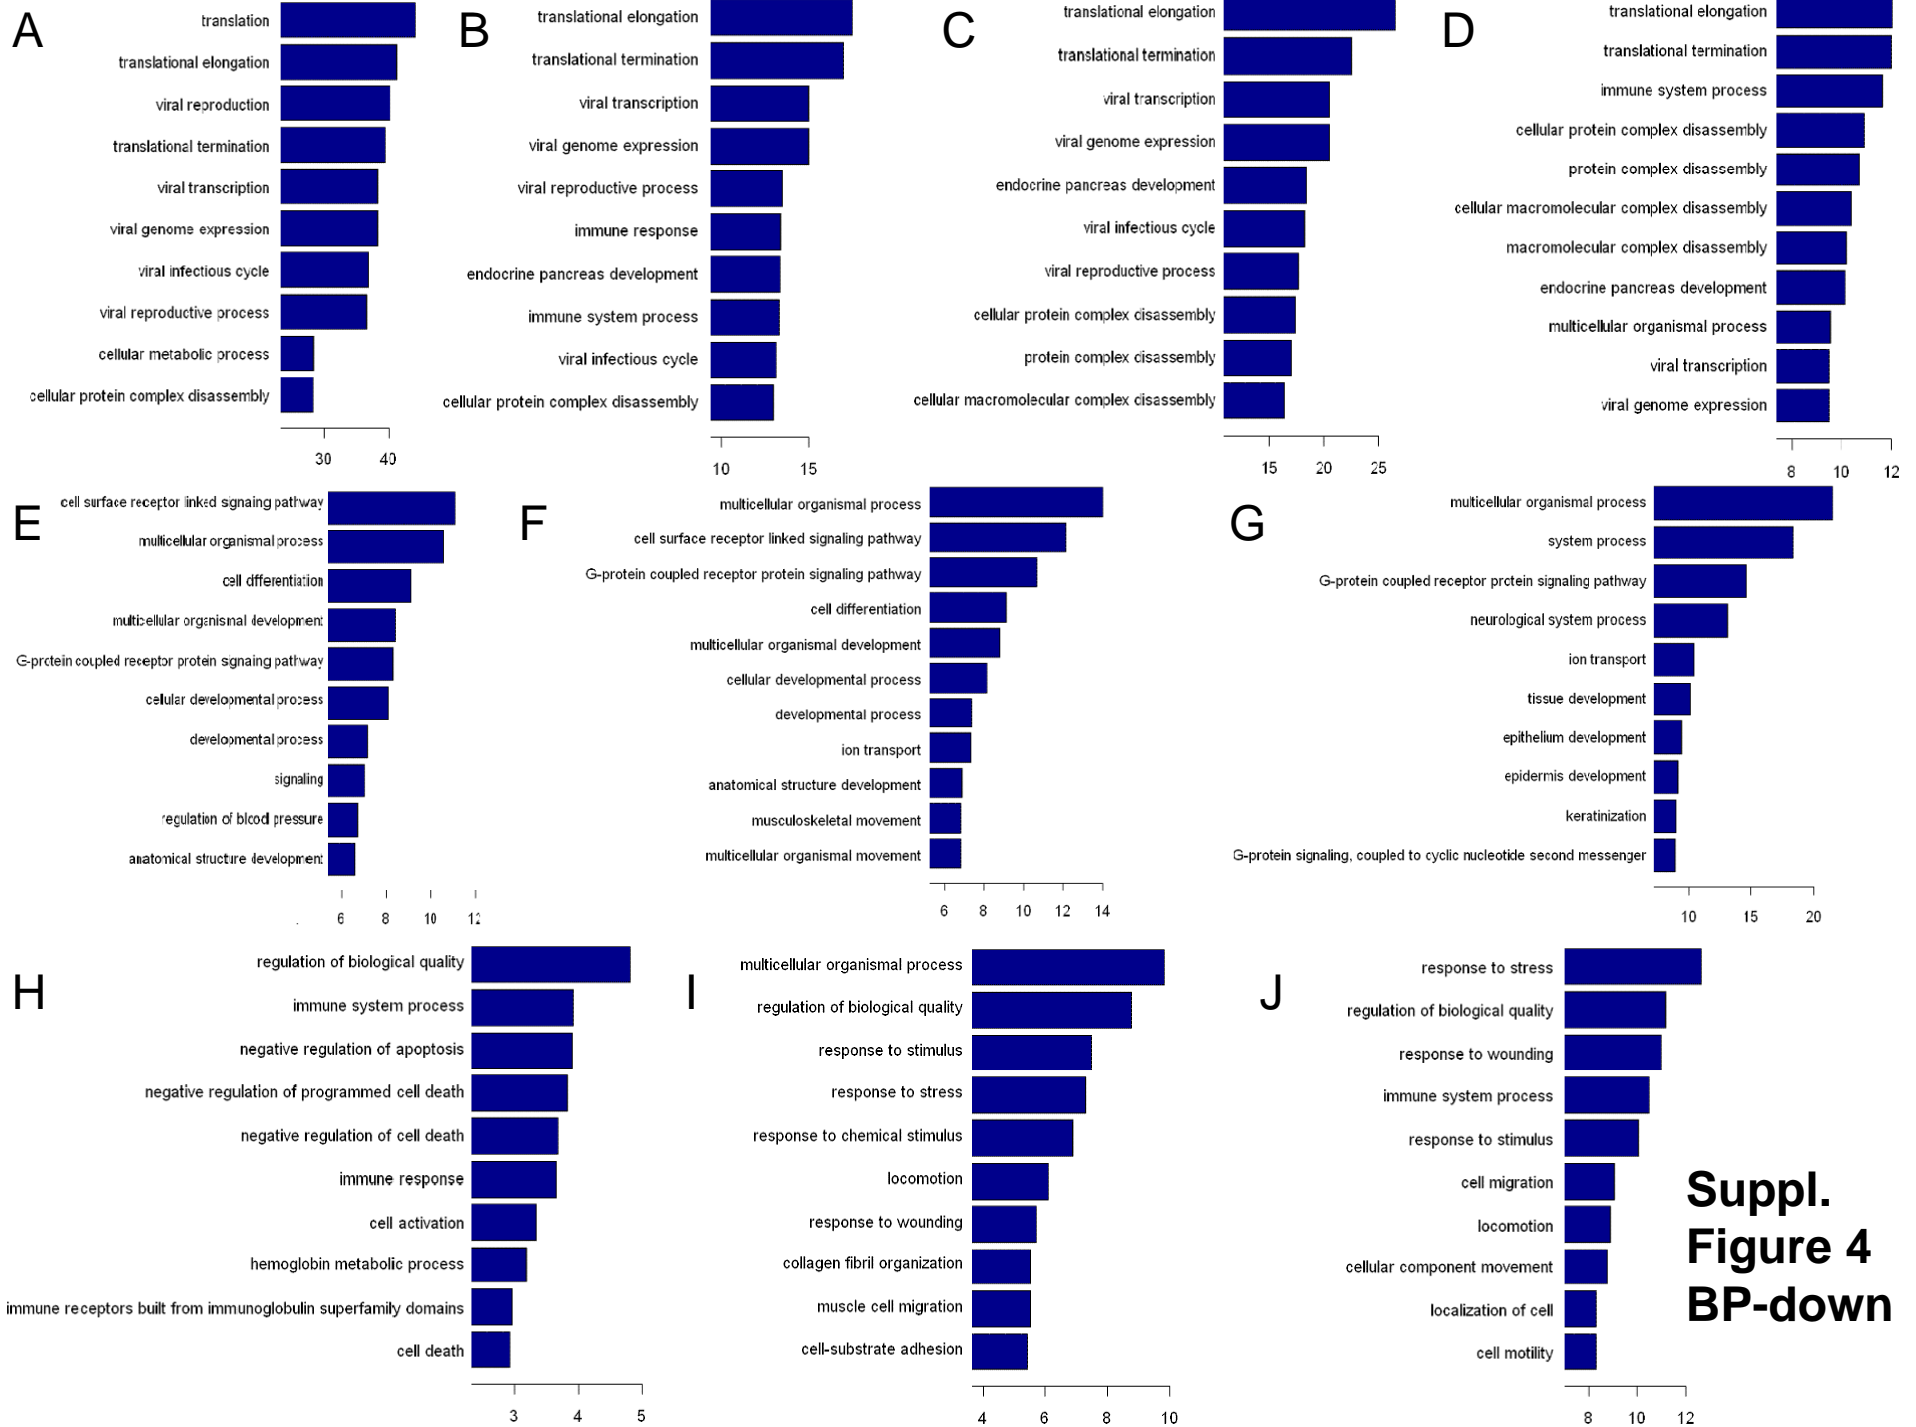 A
translation
translational elongation
viral reproduction
translational termination
viral transcription
viral genome expression
viral infectious cycle
viral reproductive process
cellular metabolic process
cellular protein complex disassembly
30 40
B
translational elongation
translational termination
viral transcription
viral genome expression
viral reproductive process
immune response
endocrine pancreas development
immune system process
viral infectious cycle
cellular protein complex disassembly
10 15
C
translational elongation
translational termination
viral transcription
viral genome expression
endocrine pancreas development
viral infectious cycle
viral reproductive process
cellular protein complex disassembly
protein complex disassembly
cellular macromolecular complex disassembly
15 20 25
D
translational elongation
translational termination
immune system process
cellular protein complex disassembly
protein complex disassembly
cellular macromolecular complex disassembly
macromolecular complex disassembly
endocrine pancreas development
multicellular organismal process
viral transcription
viral genome expression
8 10 12
E
cell surface receptor linked signaling pathway
multicellular organismal process
cell differentiation
multicellular organismal development
G-protein coupled receptor protein signaling pathway
cellular developmental process
developmental process
signaling
regulation of blood pressure
anatomical structure development
6 8 10 12
F
multicellular organismal process
cell surface receptor linked signaling pathway
G-protein coupled receptor protein signaling pathway
cell differentiation
multicellular organismal development
cellular developmental process
developmental process
ion transport
anatomical structure development
musculoskeletal movement
multicellular organismal movement
6 8 10 12 14
G
multicellular organismal process
system process
G-protein coupled receptor protein signaling pathway
neurological system process
ion transport
tissue development
epithelium development
epidermis development
keratinization
G-protein signaling, coupled to cyclic nucleotide second messenger
10 15 20
H
regulation of biological quality
immune system process
negative regulation of apoptosis
negative regulation of programmed cell death
negative regulation of cell death
immune response
cell activation
hemoglobin metabolic process
immune receptors built from immunoglobulin superfamily domains
cell death
3 4 5
I
multicellular organismal process
regulation of biological quality
response to stimulus
response to stress
response to chemical stimulus
locomotion
response to wounding
collagen fibril organization
muscle cell migration
cell-substrate adhesion
4 6 8 10
J
response to stress
regulation of biological quality
response to wounding
immune system process
response to stimulus
cell migration
locomotion
cellular component movement
localization of cell
cell motility
8 10 12
Suppl.
Figure 4
BP-down